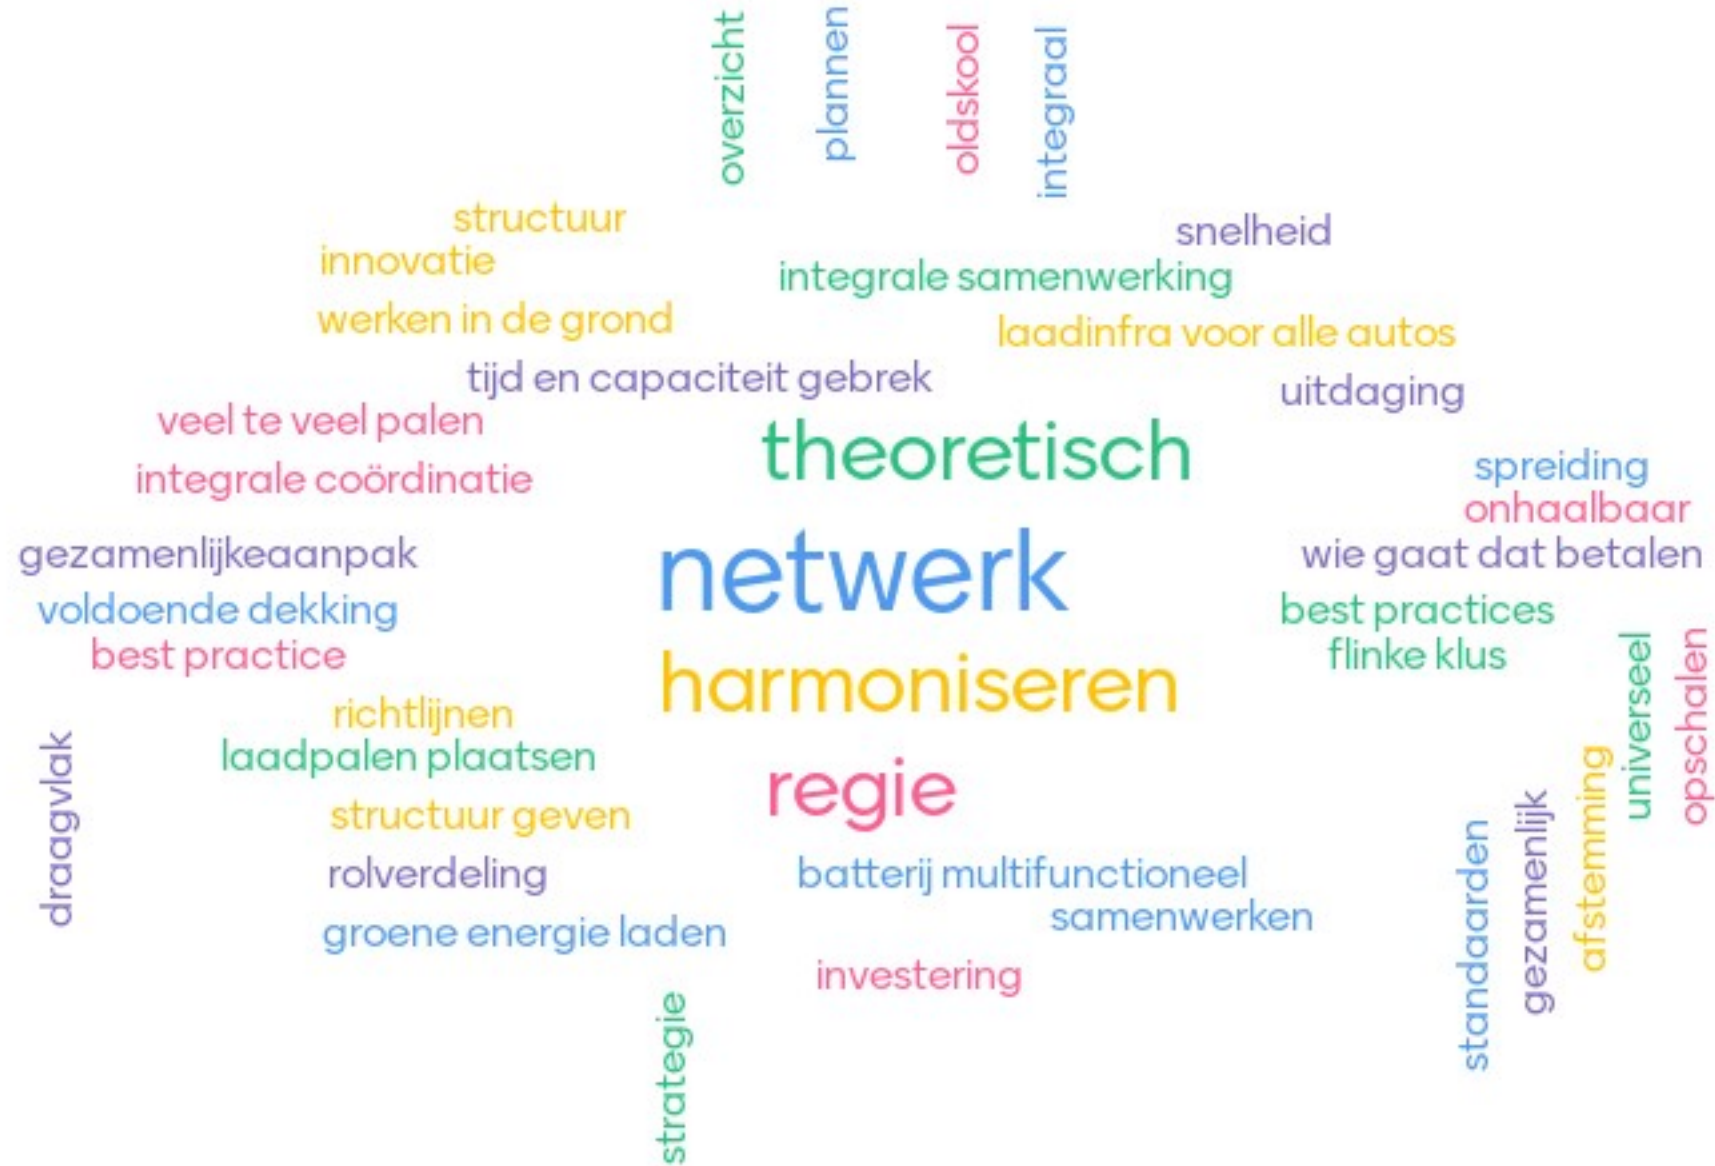 overzicht
plannen
oldskool
integraal
structuur
snelheid
innovatie
integrale samenwerking
werken in de grond
laadinfra voor alle autos
tijd en capaciteit gebrek
uitdaging
veel te veel palen
theoretisch
spreiding
integrale coördinatie
onhaalbaar
gezamenlijkeaanpak
netwerk
wie gaat dat betalen
voldoende dekking
best practices
best practice
harmoniseren
flinke klus
universeel
opschalen
richtlijnen
laadpalen plaatsen
draagvlak
regie
structuur geven
afstemming
gezamenlijk
standaarden
rolverdeling
batterij multifunctioneel
samenwerken
groene energie laden
investering
strategie